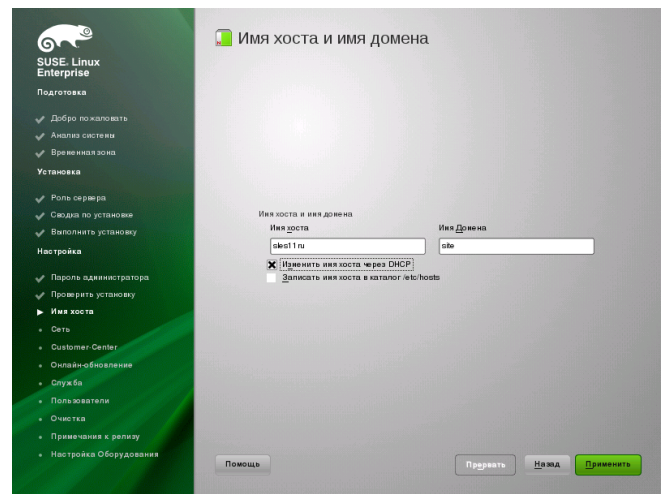 SUSE. Linux
Enterprise
Подготовка
Добро пожаловать
Анализ системы
Временная зона
Установка
Роль сервера
Сводка по установке
Выполнить установку
Настройка
Пароль администратора
Проверить установку
Имя хоста
Сеть
Customer-Center
Онлайн-обновление
Служба
Пользователи
Очистка
Примечания к релизу
Настройка Оборудования
Имя хоста и имя домена
Имя хоста и имя домена
Имя хоста Имя Домена
sles11ru site
Изменить имя хоста через DHCP
Записать имя хоста в каталог /etc/hosts
Помощь Прервать Назад Применить